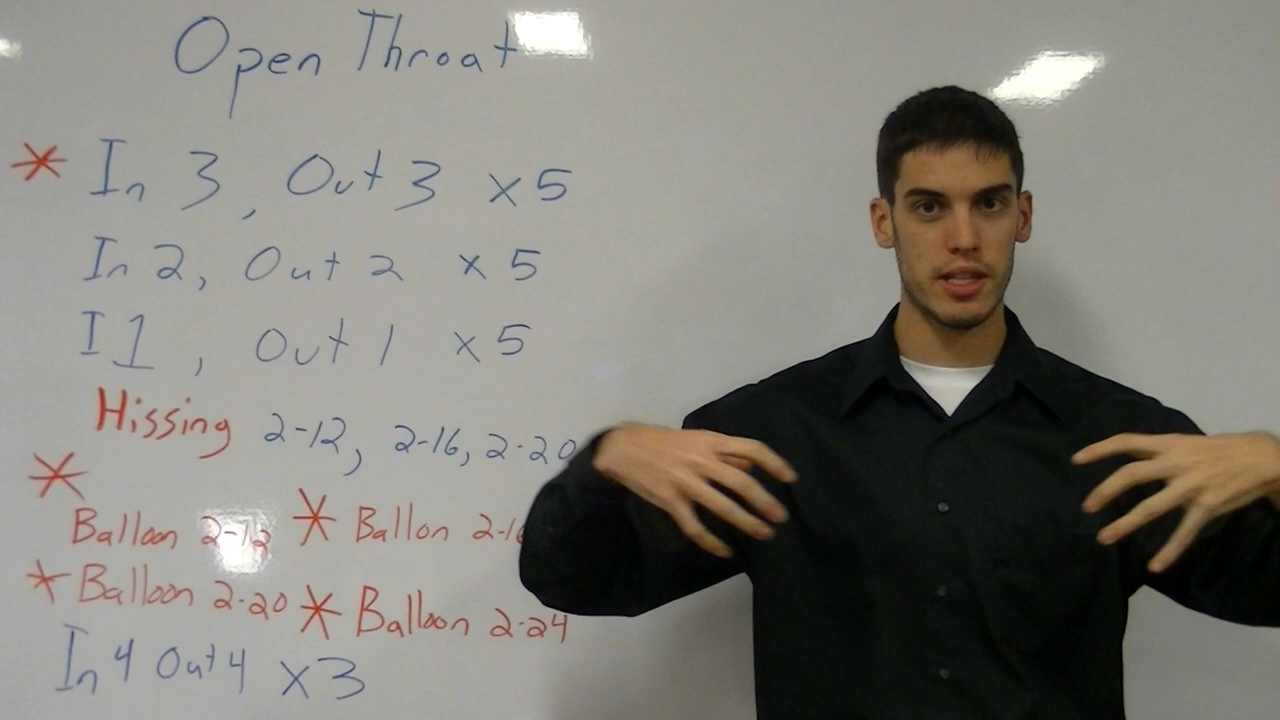 Open Throat
* In 3, Out 3 x5
In 2, Out 2 x5
I 1, Out 1 x5
Hissing 2-12, 2-16, 2-20
*
Balloon 2-12 * Ballon 2-16
* Balloon 2-20 * Balloon 2-24
In 4 Out 4 x3